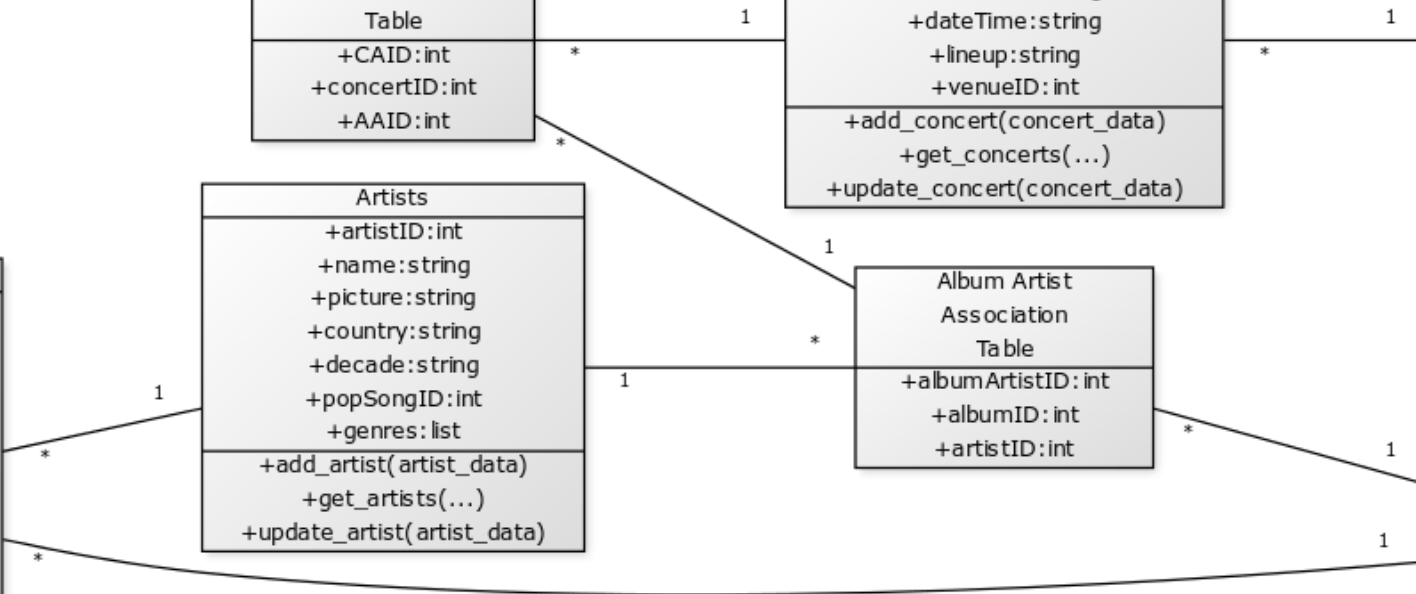 Table
+CAID:int
+concertID:int
+AAID:int
1
*
+dateTime:string
+lineup:string
+venueID:int
+add_concert(concert_data)
+get_concerts(...)
+update_concert(concert_data)
1
*
*
1
Artists
+artistID:int
+name:string
+picture:string
+country:string
+decade:string
+popSongID:int
+genres:list
+add_artist(artist_data)
+get_artists(...)
+update_artist(artist_data)
1
*
1
*
Album Artist
Association
Table
+albumArtistID:int
+albumID:int
+artistID:int
*
1
*
1